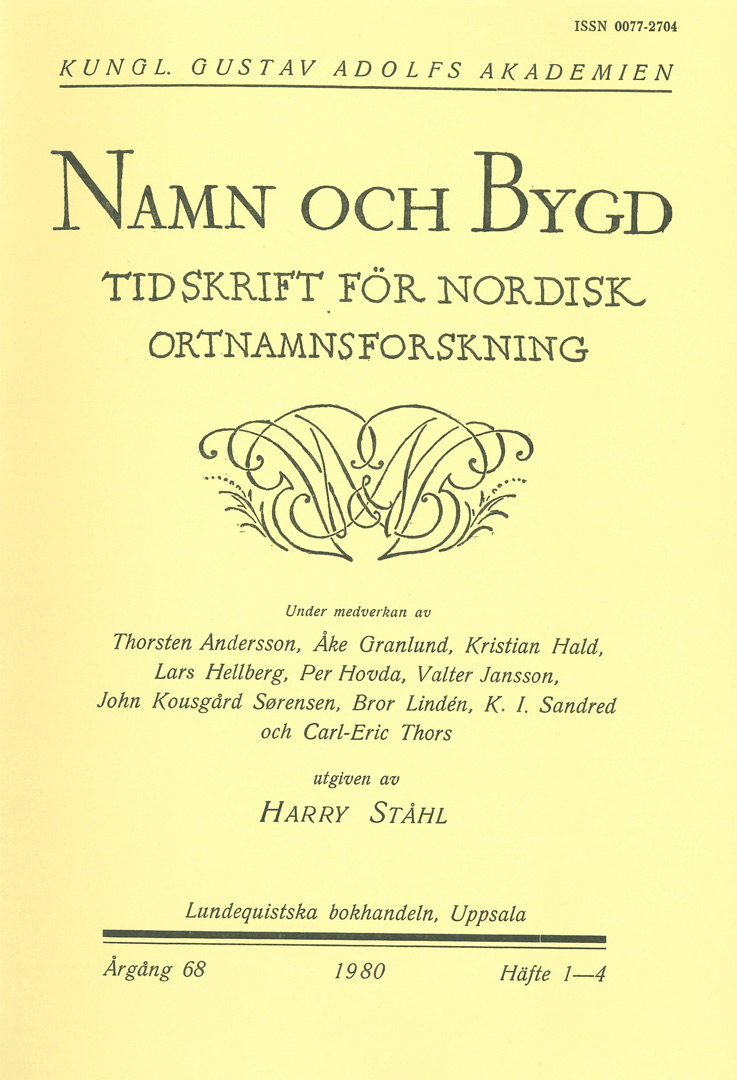 ISSN 0077-2704
KUNGL. GUSTAV ADOLFS AKADEMIEN
NAMN OCH BYGD
TIDSKRIFT FÖR NORDISK
ORTNAMNSFORSKNING
Under medverkan av
Thorsten Andersson, Åke Granlund, Kristian Hald,
Lars Hellberg, Per Hovda, Valter Jansson,
John Kousgård Sørensen, Bror Lindén, K. I. Sandred
och Carl-Eric Thors
utgiven av
HARRY STÅHL
Lundequistska bokhandeln, Uppsala
Årgång 68 1980 Häfte 1—4